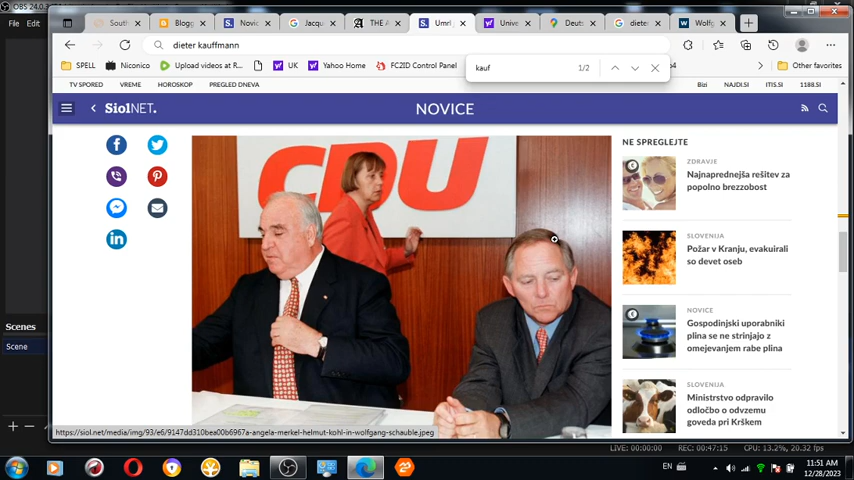 OBS 24.0.3
South
Blogg
Novic
Jacqu
THE A
Umrl
Unive
Deuts
dieter
Wolfg
File
Edit
dieter kauffmann
SPELL
Niconico
Upload videos at R...
UK
Yahoo Home
FC2ID Control Panel
Other favorites
kauf
1/2
TV SPORED
VREME
HOROSKOP
PREGLED DNEVA
Bizi
NAJDI.SI
ITIS.SI
1188.SI
SiolNET.
NOVICE
CDU
NE SPREGLEJTE
ZDRAVJE
Najnaprednejša rešitev za
popolno brezzobost
SLOVENIJA
Požar v Kranju, evakuirali
so devet oseb
NOVICE
Gospodinjski uporabniki
plina se ne strinjajo z
omejevanjem rabe plina
SLOVENIJA
Ministrstvo odpravilo
odločbo o odvzemu
goveda pri Krškem
Scenes
Scene
https://siol.net/media/img/93/e6/9147dd310bea00b6967a-angela-merkel-helmut-kohl-in-wolfgang-schauble.jpeg
LIVE: 00:00:00
REC: 00:47:15
CPU: 13.2%, 20.32 fps
EN
11:51 AM
12/28/2023